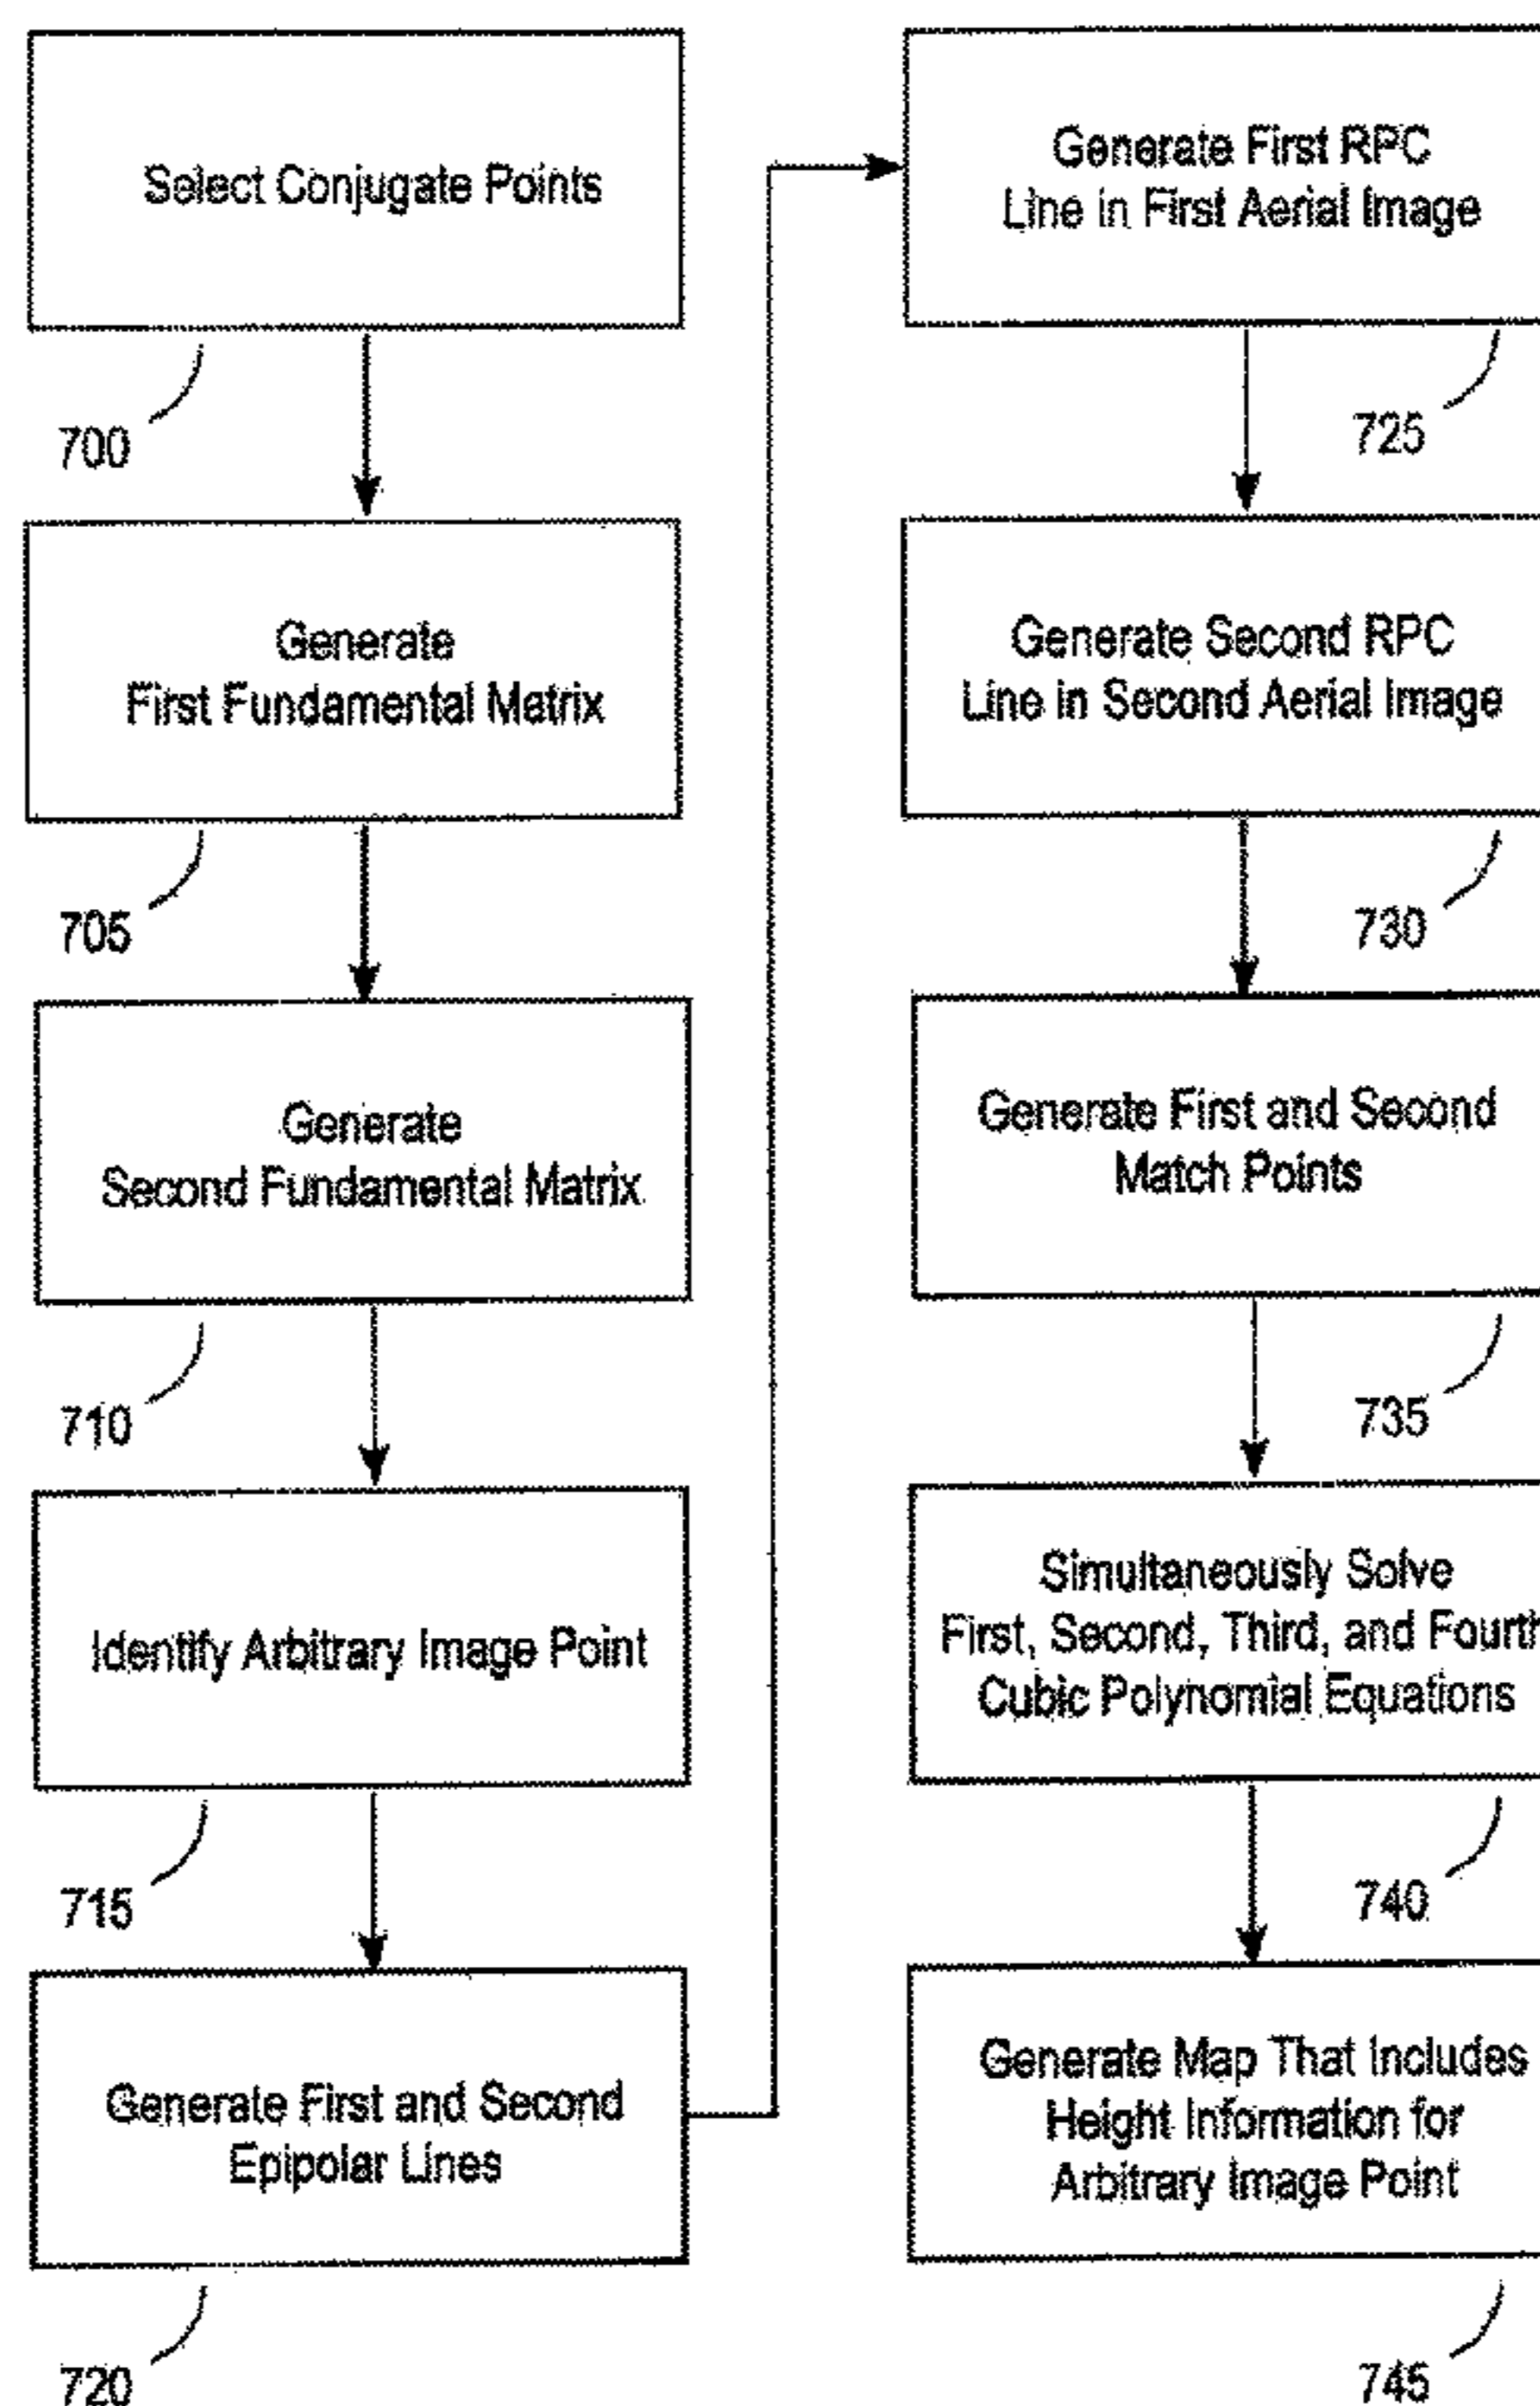 Select Conjugate Points
700
Generate
First Fundamental Matrix
705
Generate
Second Fundamental Matrix
710
Identify Arbitrary Image Point
715
Generate First and Second
Epipolar Lines
720
Generate First RPC
Line in First Aerial Image
725
Generate Second RPC
Line in Second Aerial Image
730
Generate First and Second
Match Points
735
Simultaneously Solve
First, Second, Third, and Fourth
Cubic Polynomial Equations
740
Generate Map That Includes
Height Information for
Arbitrary Image Point
745